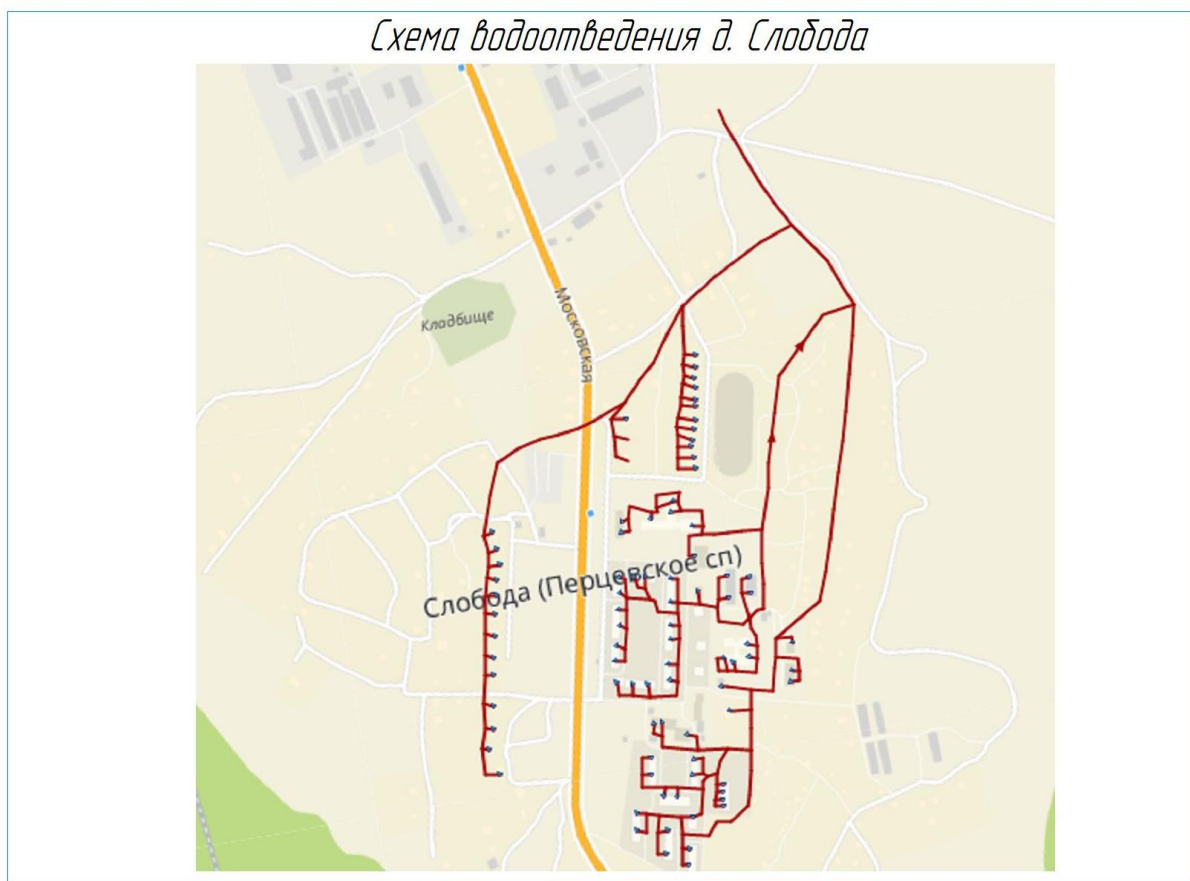 Схема водоотведения д. Слобода
Московская
Кладбище
Слобода (Перцевское сп)